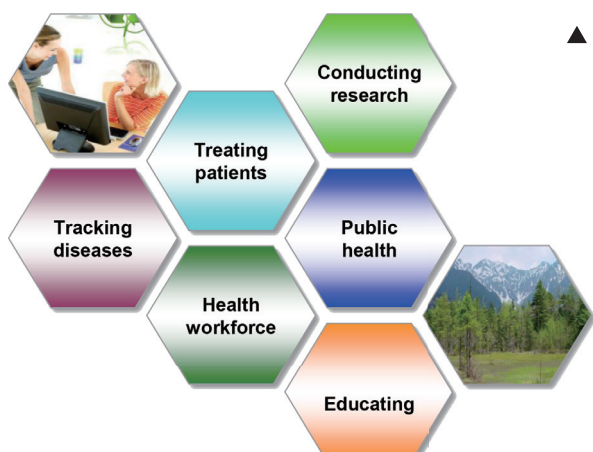 Conducting
research
Treating
patients
Tracking
diseases
Public
health
Health
workforce
Educating